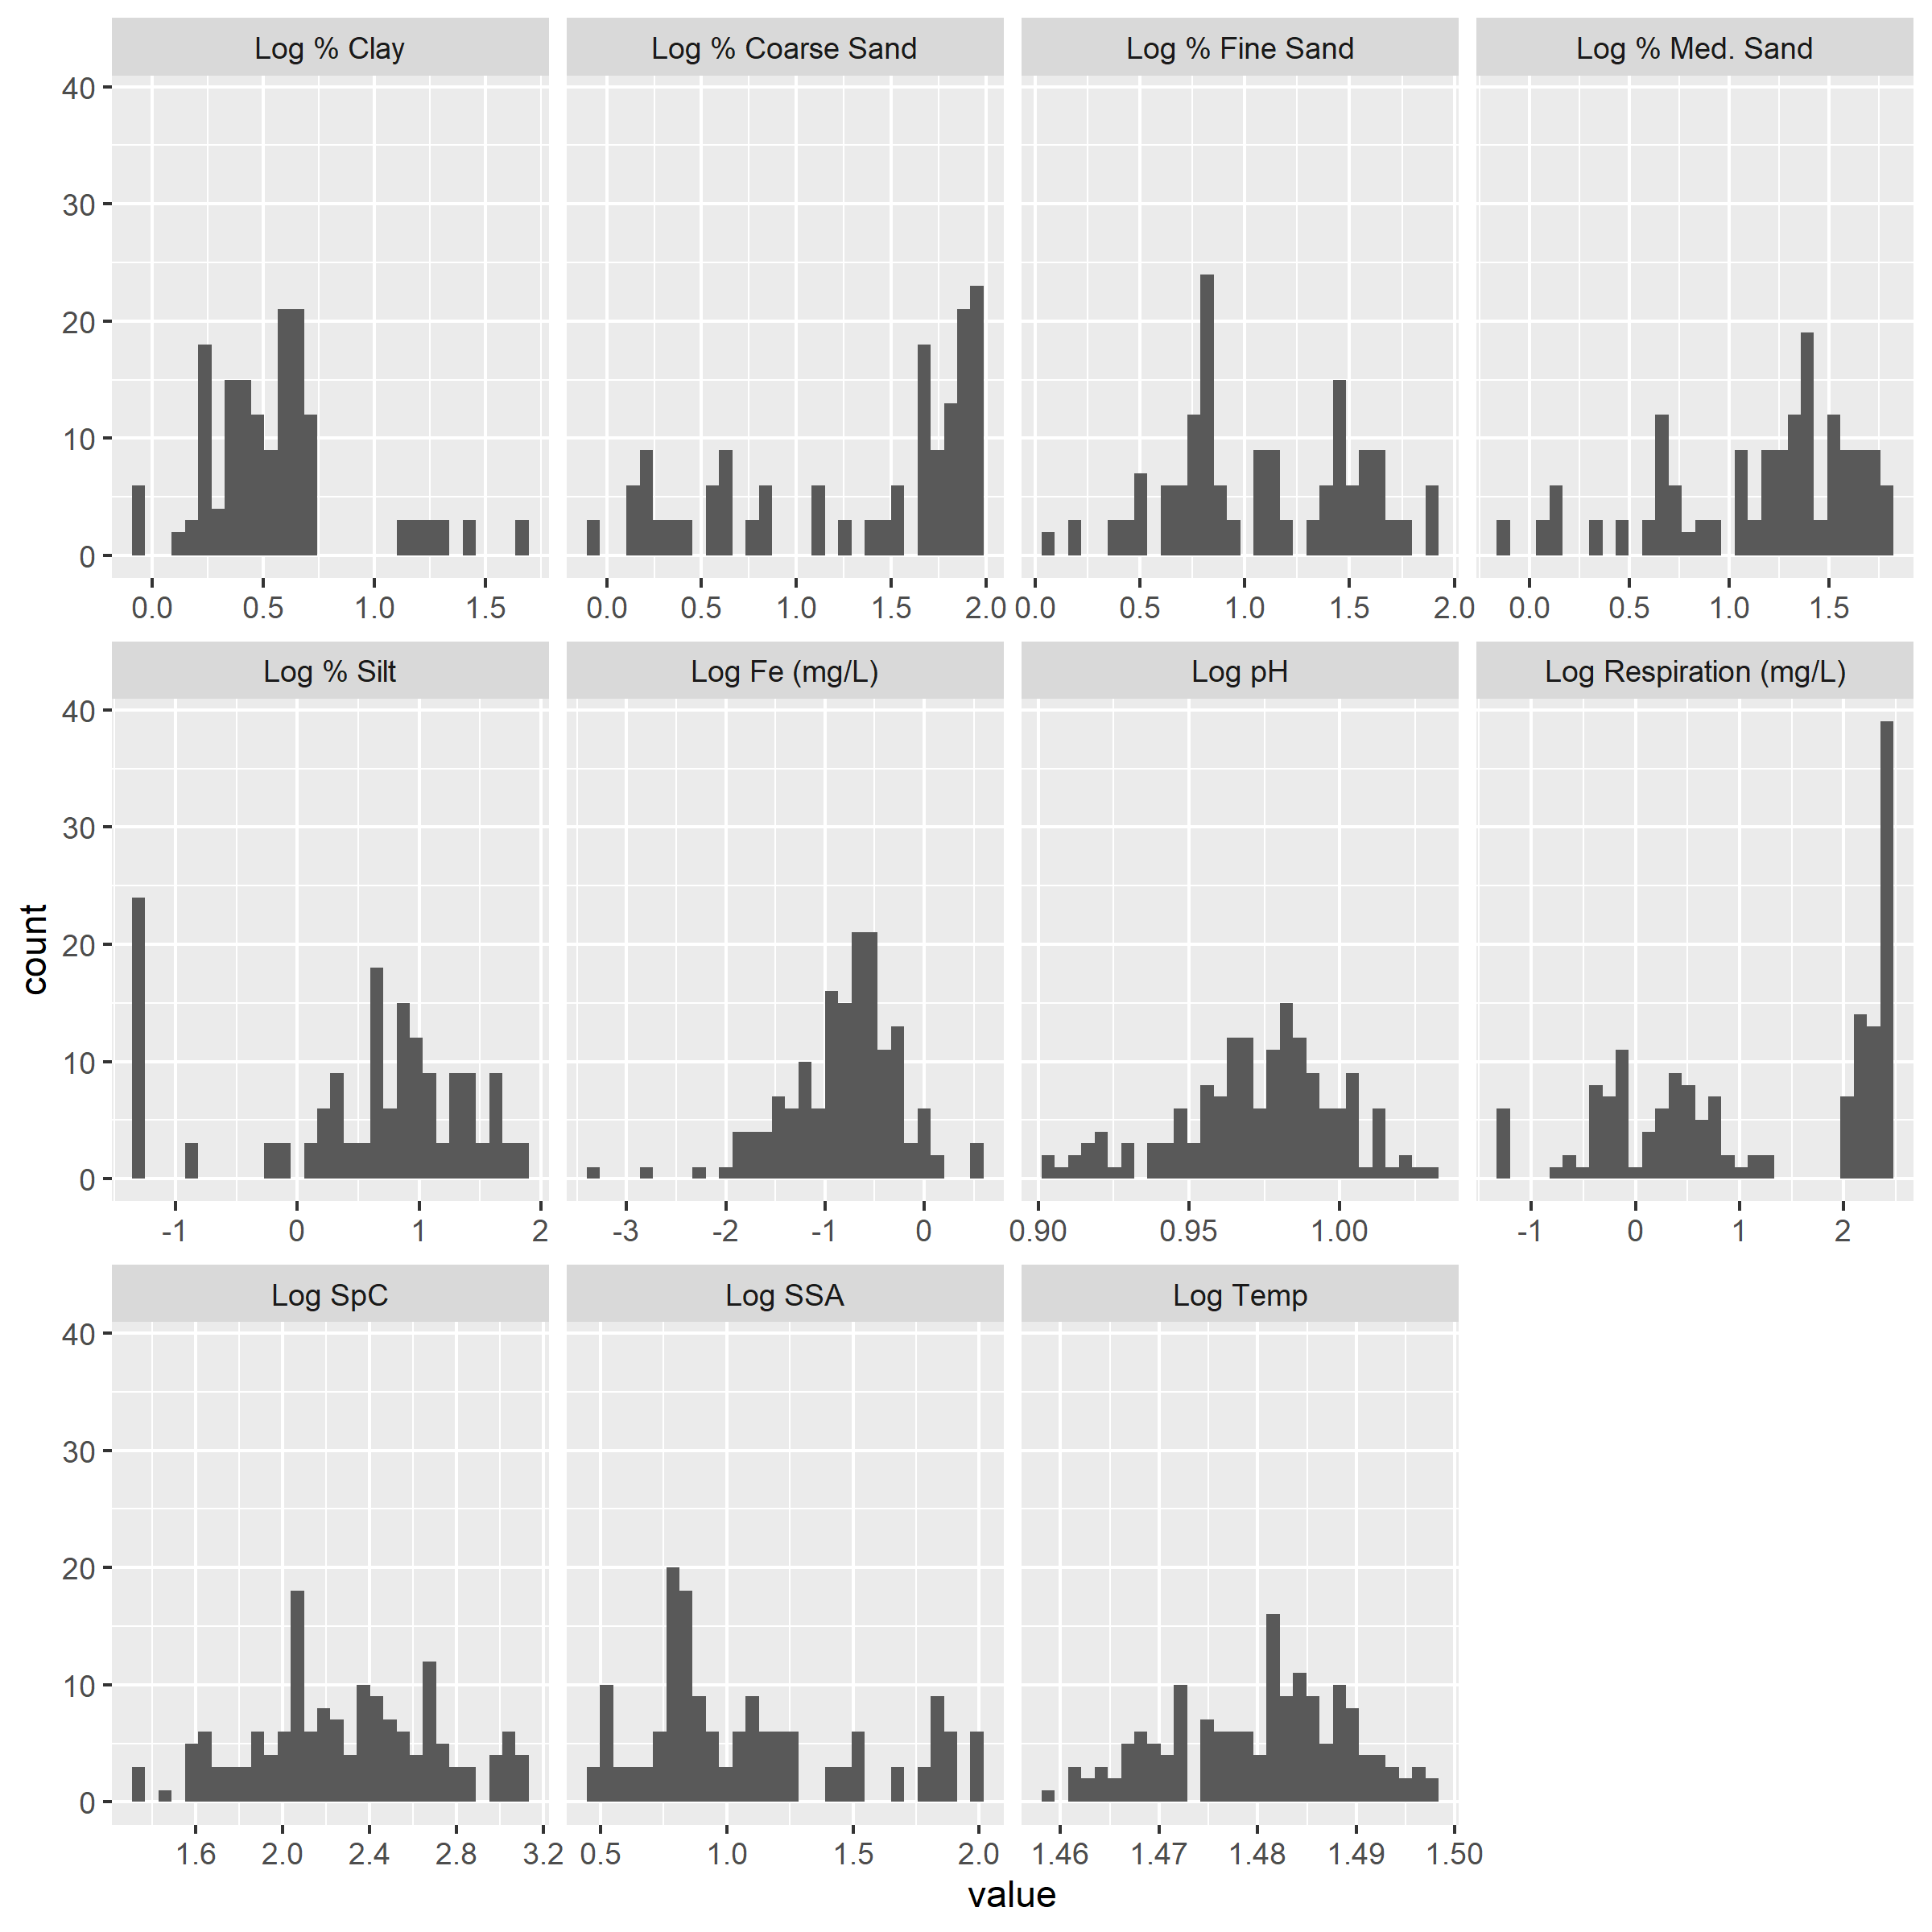 Log % Clay Log % Coarse Sand Log % Fine Sand Log % Med. Sand
40
30
20
10
0
0.0 0.5 1.0 1.5 0.0 0.5 1.0 1.5 2.0 0.0 0.5 1.0 1.5 2.0 0.0 0.5 1.0 1.5
Log % Silt Log Fe (mg/L) Log pH Log Respiration (mg/L)
40
30
20
10
0
count
-1 0 1 2 -3 -2 -1 0 0.90 0.95 1.00 -1 0 1 2
Log SpC Log SSA Log Temp
40
30
20
10
0
1.6 2.0 2.4 2.8 3.2 0.5 1.0 1.5 2.0 1.46 1.47 1.48 1.49 1.50
value